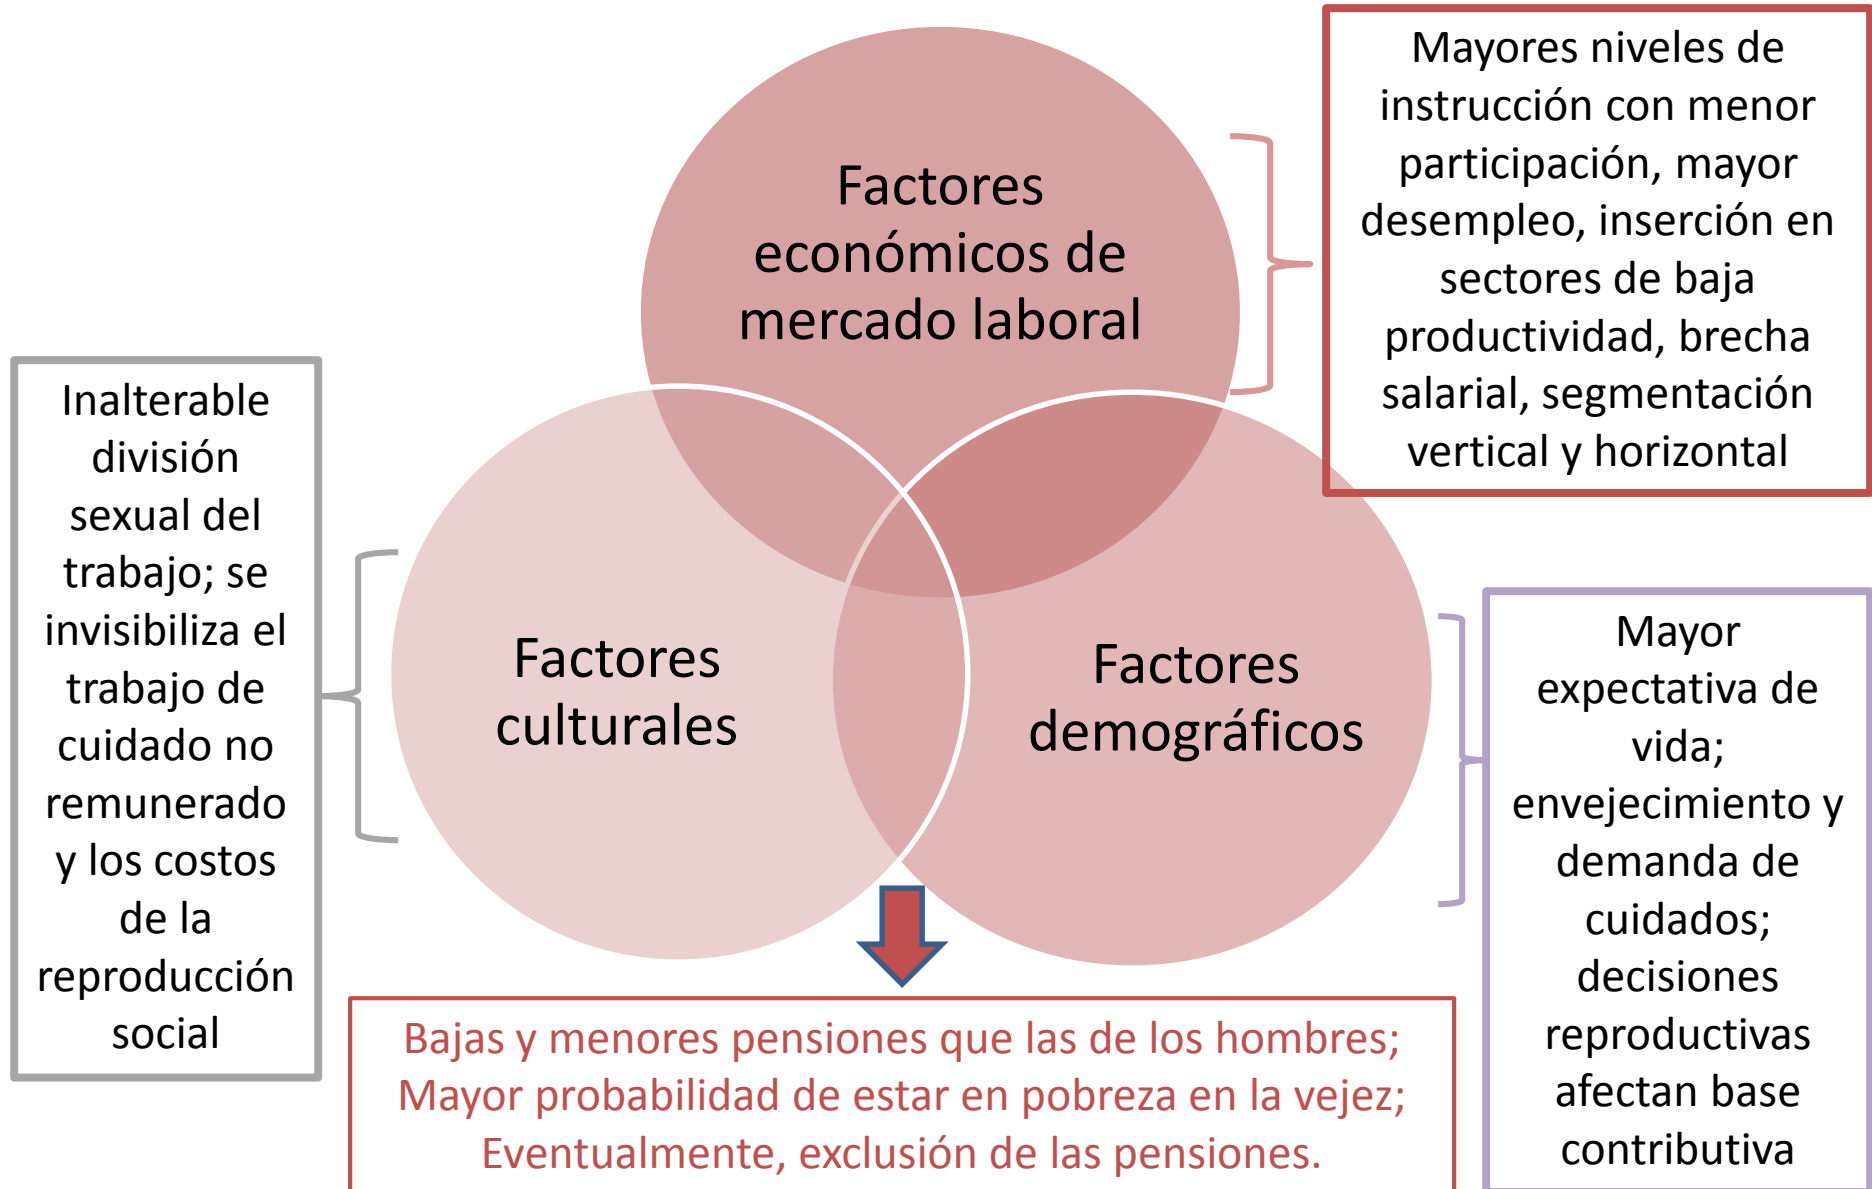 Factores
económicos de
mercado laboral
Mayores niveles de
instrucción con menor
participación, mayor
desempleo, inserción en
sectores de baja
productividad, brecha
salarial, segmentación
vertical y horizontal
Inalterable
división
sexual del
trabajo; se
invisibiliza el
trabajo de
cuidado no
remunerado
y los costos
de la
reproducción
social
Factores
culturales
Factores
demográficos
Mayor
expectativa de
vida;
envejecimiento y
demanda de
cuidados;
decisiones
reproductivas
afectan base
contributiva
Bajas y menores pensiones que las de los hombres;
Mayor probabilidad de estar en pobreza en la vejez;
Eventualmente, exclusión de las pensiones.